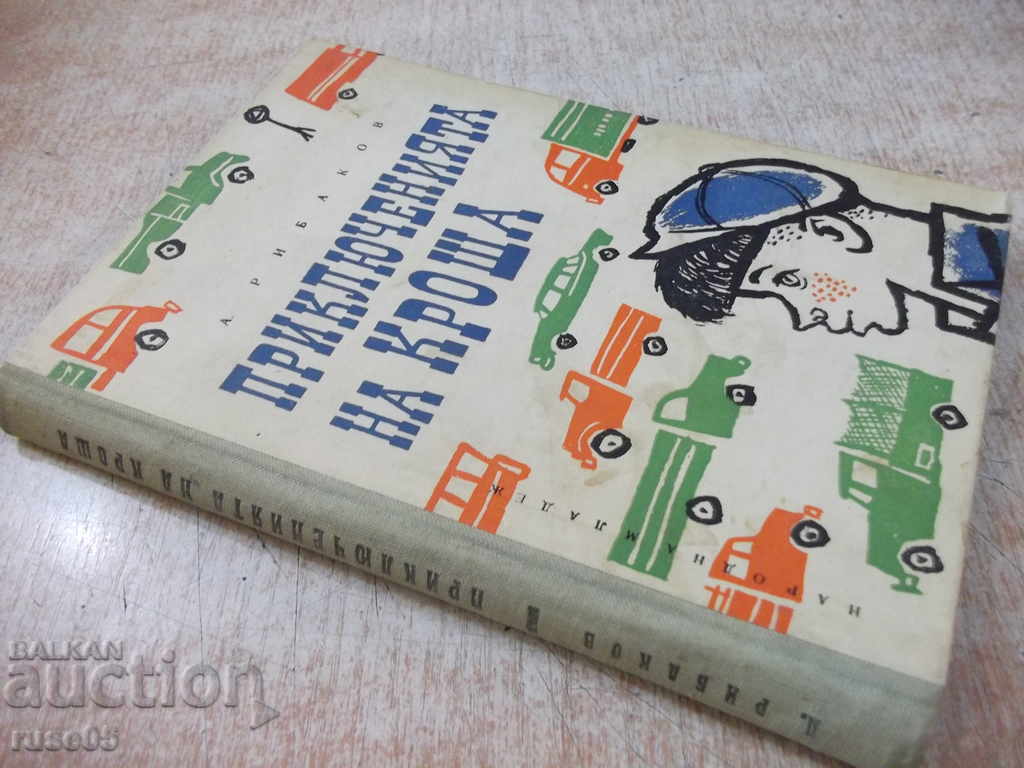 А. РИБАКОВ
ПРИКЛЮЧЕНИЯТА
НА КРОША
НАРОДНА МЛАДЕЖ
А. РИБАКОВ
ПРИКЛЮЧЕНИЯТА НА КРОША
BALKAN
auction
ruse05